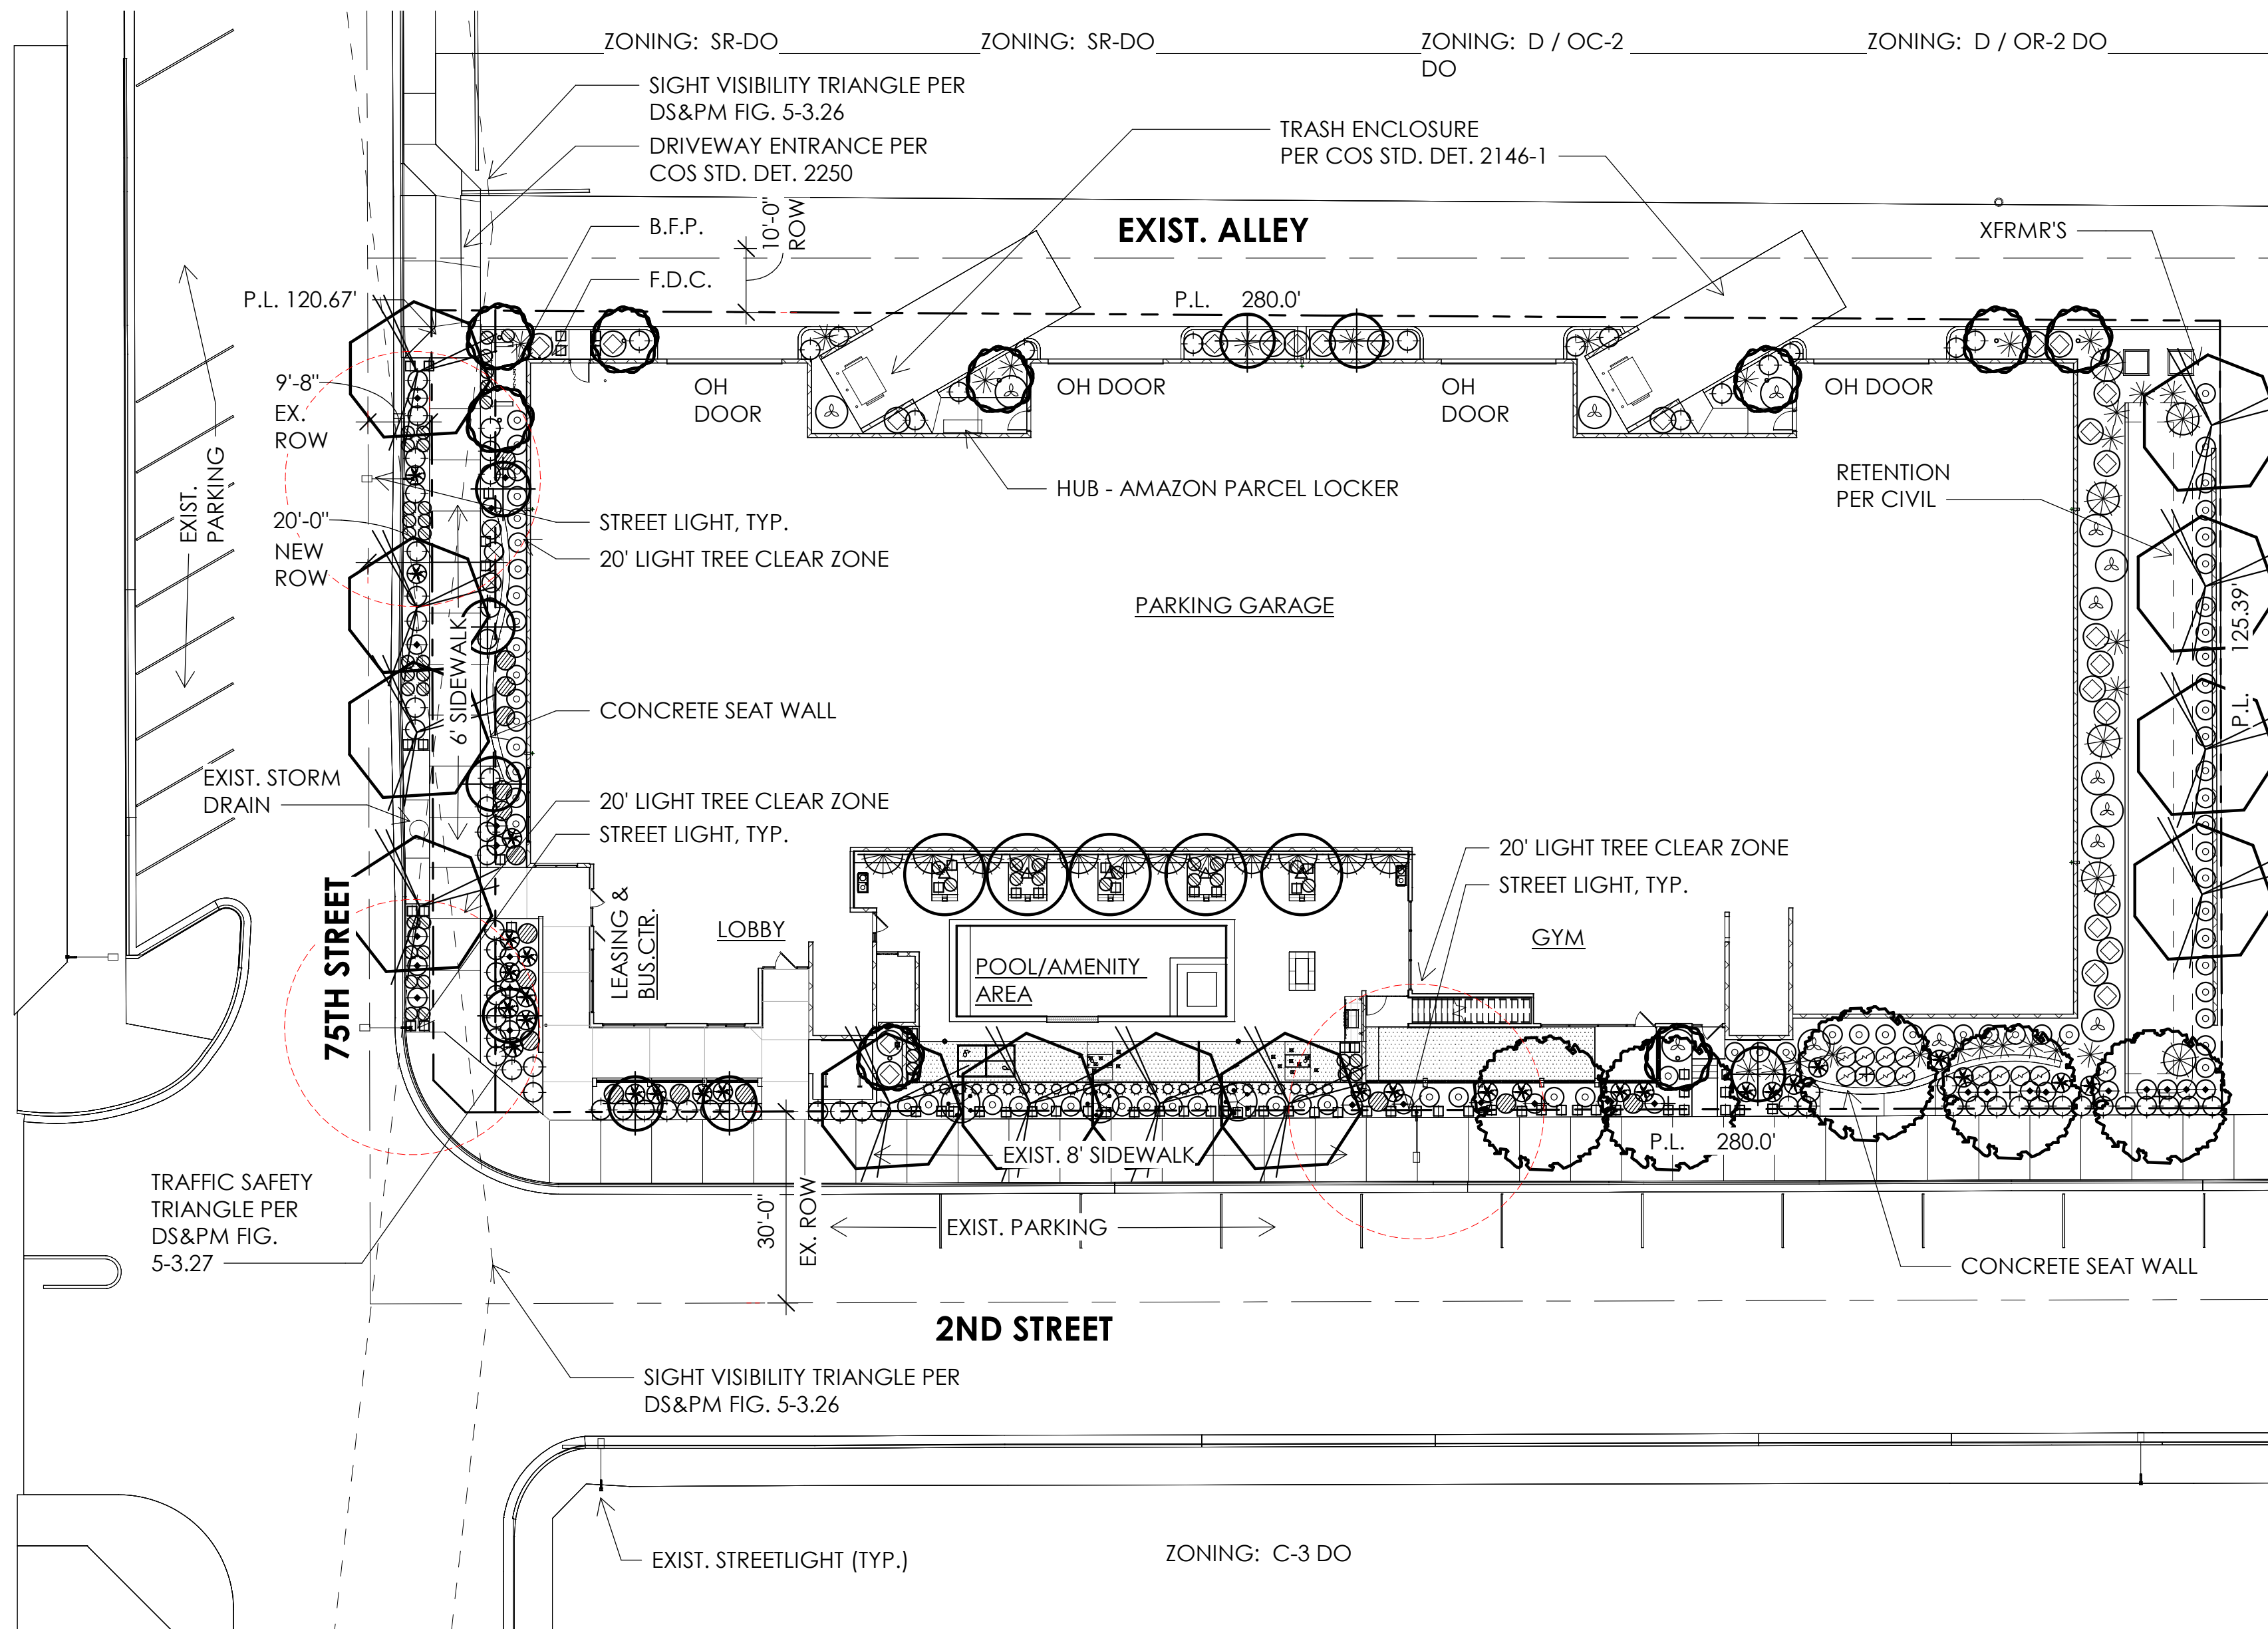 ZONING: SR-DO
ZONING: SR-DO
ZONING: D / OC-2
DO
ZONING: D / OR-2 DO
SIGHT VISIBILITY TRIANGLE PER
DS&PM FIG. 5-3.26
DRIVEWAY ENTRANCE PER
COS STD. DET. 2250
TRASH ENCLOSURE
PER COS STD. DET. 2146-1
B.F.P.
10'-0"
ROW
EXIST. ALLEY
XFRMR'S
F.D.C.
P.L. 120.67'
P.L. 280.0'
9'-8"
EX.
ROW
OH
DOOR
OH DOOR
OH
DOOR
OH DOOR
EXIST.
PARKING
HUB - AMAZON PARCEL LOCKER
RETENTION
PER CIVIL
20'-0"
NEW
ROW
STREET LIGHT, TYP.
20' LIGHT TREE CLEAR ZONE
PARKING GARAGE
P.L. 125.39'
6' SIDEWALK
CONCRETE SEAT WALL
EXIST. STORM
DRAIN
20' LIGHT TREE CLEAR ZONE
STREET LIGHT, TYP.
20' LIGHT TREE CLEAR ZONE
STREET LIGHT, TYP.
75TH STREET
LEASING &
BUS.CTR.
LOBBY
POOL/AMENITY
AREA
GYM
EXIST. 8' SIDEWALK
P.L. 280.0'
TRAFFIC SAFETY
TRIANGLE PER
DS&PM FIG.
5-3.27
30'-0"
EX. ROW
EXIST. PARKING
CONCRETE SEAT WALL
2ND STREET
SIGHT VISIBILITY TRIANGLE PER
DS&PM FIG. 5-3.26
EXIST. STREETLIGHT (TYP.)
ZONING: C-3 DO